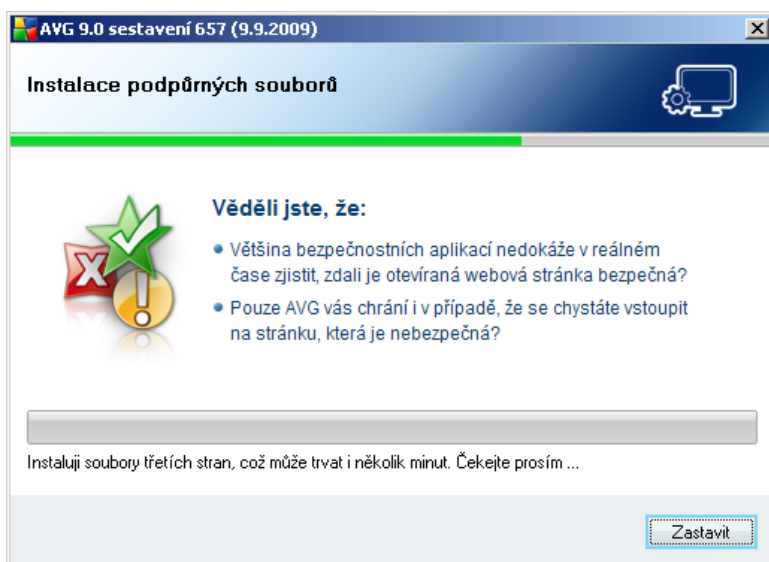 AVG 9.0 sestavení 657 (9.9.2009)
Instalace podpůrných souborů
Věděli jste, že:
Většina bezpečnostních aplikací nedokáže v reálném
čase zjistit, zdali je otevíraná webová stránka bezpečná?
Pouze AVG vás chrání i v případě, že se chystáte vstoupit
na stránku, která je nebezpečná?
Instaluji soubory třetích stran, což může trvat i několik minut. Čekejte prosím ...
Zastavit